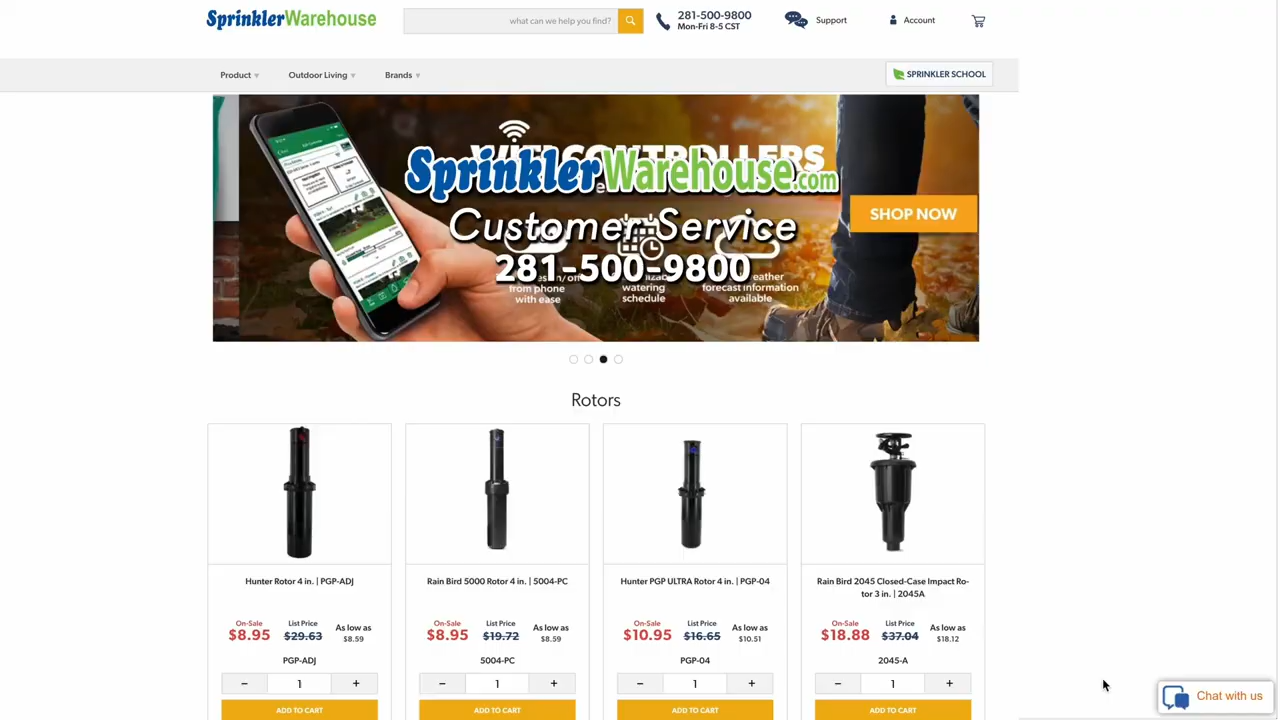 SprinklerWarehouse
what can we help you find?
281-500-9800
Mon-Fri 8-5 CST
Support
Account
Product
Outdoor Living
Brands
SPRINKLER SCHOOL
SprinklerWarehouse.com
Customer Service
281-500-9800
SHOP NOW
from phone
with ease
watering
schedule
forecast information
available
Rotors
Hunter Rotor 4 in. | PGP-ADJ
On-Sale
$8.95
List Price
$29.63
As low as
$8.59
PGP-ADJ
− 1 +
ADD TO CART
Rain Bird 5000 Rotor 4 in. | 5004-PC
On-Sale
$8.95
List Price
$19.72
As low as
$8.59
5004-PC
− 1 +
ADD TO CART
Hunter PGP ULTRA Rotor 4 in. | PGP-04
On-Sale
$10.95
List Price
$16.65
As low as
$10.51
PGP-04
− 1 +
ADD TO CART
Rain Bird 2045 Closed-Case Impact Ro-
tor 3 in. | 2045A
On-Sale
$18.88
List Price
$37.04
As low as
$18.12
2045-A
− 1 +
ADD TO CART
Chat with us